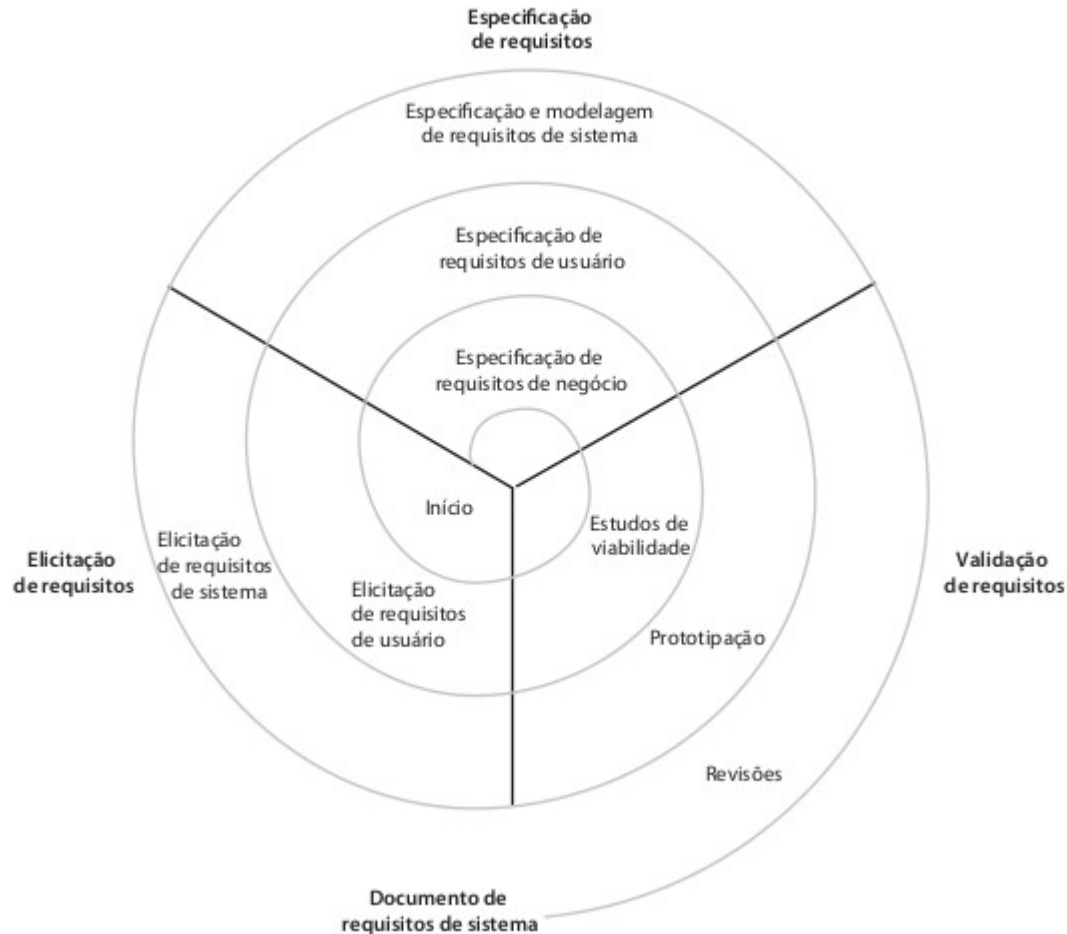 Especificação
de requisitos
Especificação e modelagem
de requisitos de sistema
Especificação de
requisitos de usuário
Especificação de
requisitos de negócio
Início
Estudos de
viabilidade
Elicitação
de requisitos
Elicitação
de requisitos
de sistema
Elicitação
de requisitos
de usuário
Validação
de requisitos
Prototipação
Revisões
Documento de
requisitos de sistema